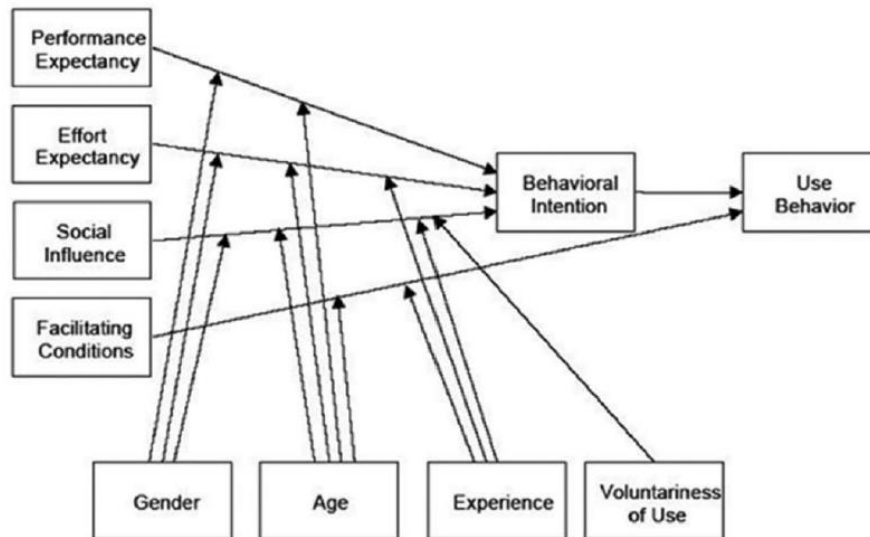 Performance
Expectancy
Effort
Expectancy
Social
Influence
Facilitating
Conditions
Behavioral
Intention
Use
Behavior
Gender
Age
Experience
Voluntariness
of Use